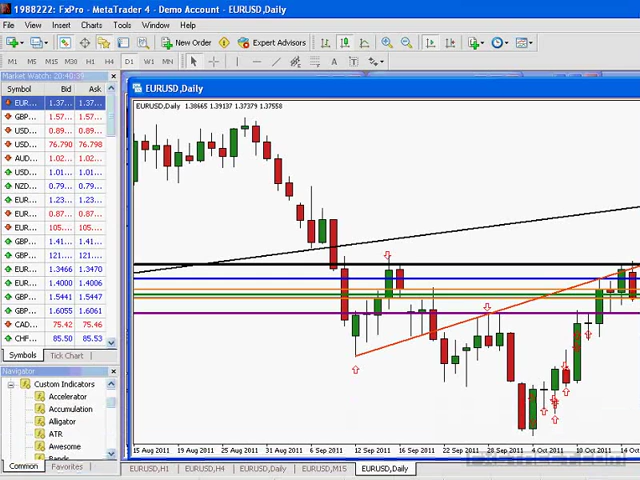 1988222: FxPro - MetaTrader 4 - Demo Account - EURUSD,Daily
File View Insert Charts Tools Window Help
New Order Expert Advisors
M1 M5 M15 M30 H1 H4 D1 W1 MN
Market Watch: 20:40:39
Symbol Bid Ask
EUR... 1.37... 1.37...
GBP... 1.57... 1.57...
USD... 0.89... 0.89...
USD... 76.790 76.798
AUD... 1.02... 1.02...
USD... 1.01... 1.01...
NZD... 0.79... 0.79...
USD... 1.37... 1.37...
EUR... 0.87... 0.87...
EUR... 105.... 105....
GBP... 1.41... 1.41...
GBP... 121.... 121....
EUR... 1.3466 1.3470
EUR... 1.4000 1.4006
GBP... 1.5441 1.5447
GBP... 1.6055 1.6061
CAD... 75.42 75.46
CHF... 85.50 85.53
Symbols Tick Chart
Navigator
Custom Indicators
Accelerator
Accumulation
Alligator
ATR
Awesome
Bands
Common Favorites
EURUSD,Daily
EURUSD,Daily 1.38665 1.39137 1.37379 1.37558
15 Aug 2011 19 Aug 2011 25 Aug 2011 31 Aug 2011 6 Sep 2011 12 Sep 2011 16 Sep 2011 22 Sep 2011 28 Sep 2011 4 Oct 2011 10 Oct 2011 14 Oct
EURUSD,H1 EURUSD,H4 EURUSD,Daily EURUSD,M15 EURUSD,Daily